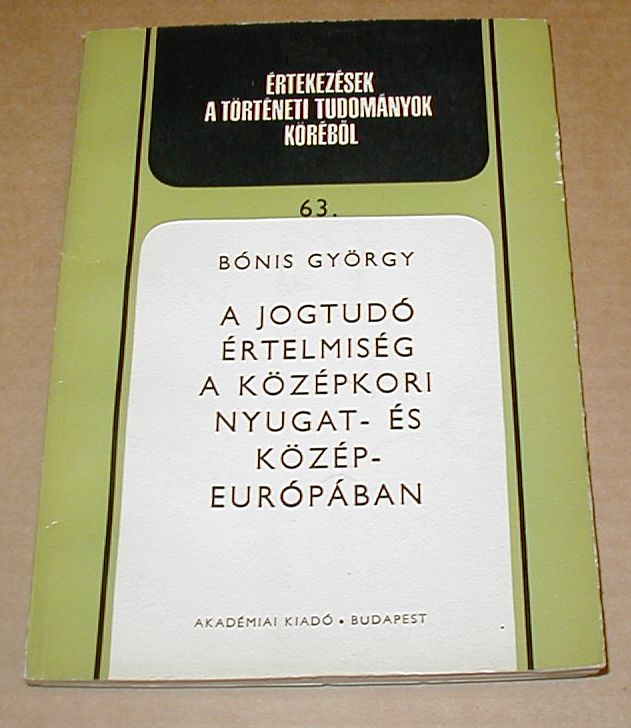 ÉRTEKEZÉSEK
A TÖRTÉNETI TUDOMÁNYOK
KÖRÉBŐL
63.
BÓNIS GYÖRGY
A JOGTUDÓ
ÉRTELMISÉG
A KÖZÉPKORI
NYUGAT- ÉS
KÖZÉP-
EURÓPÁBAN
AKADÉMIAI KIADÓ • BUDAPEST